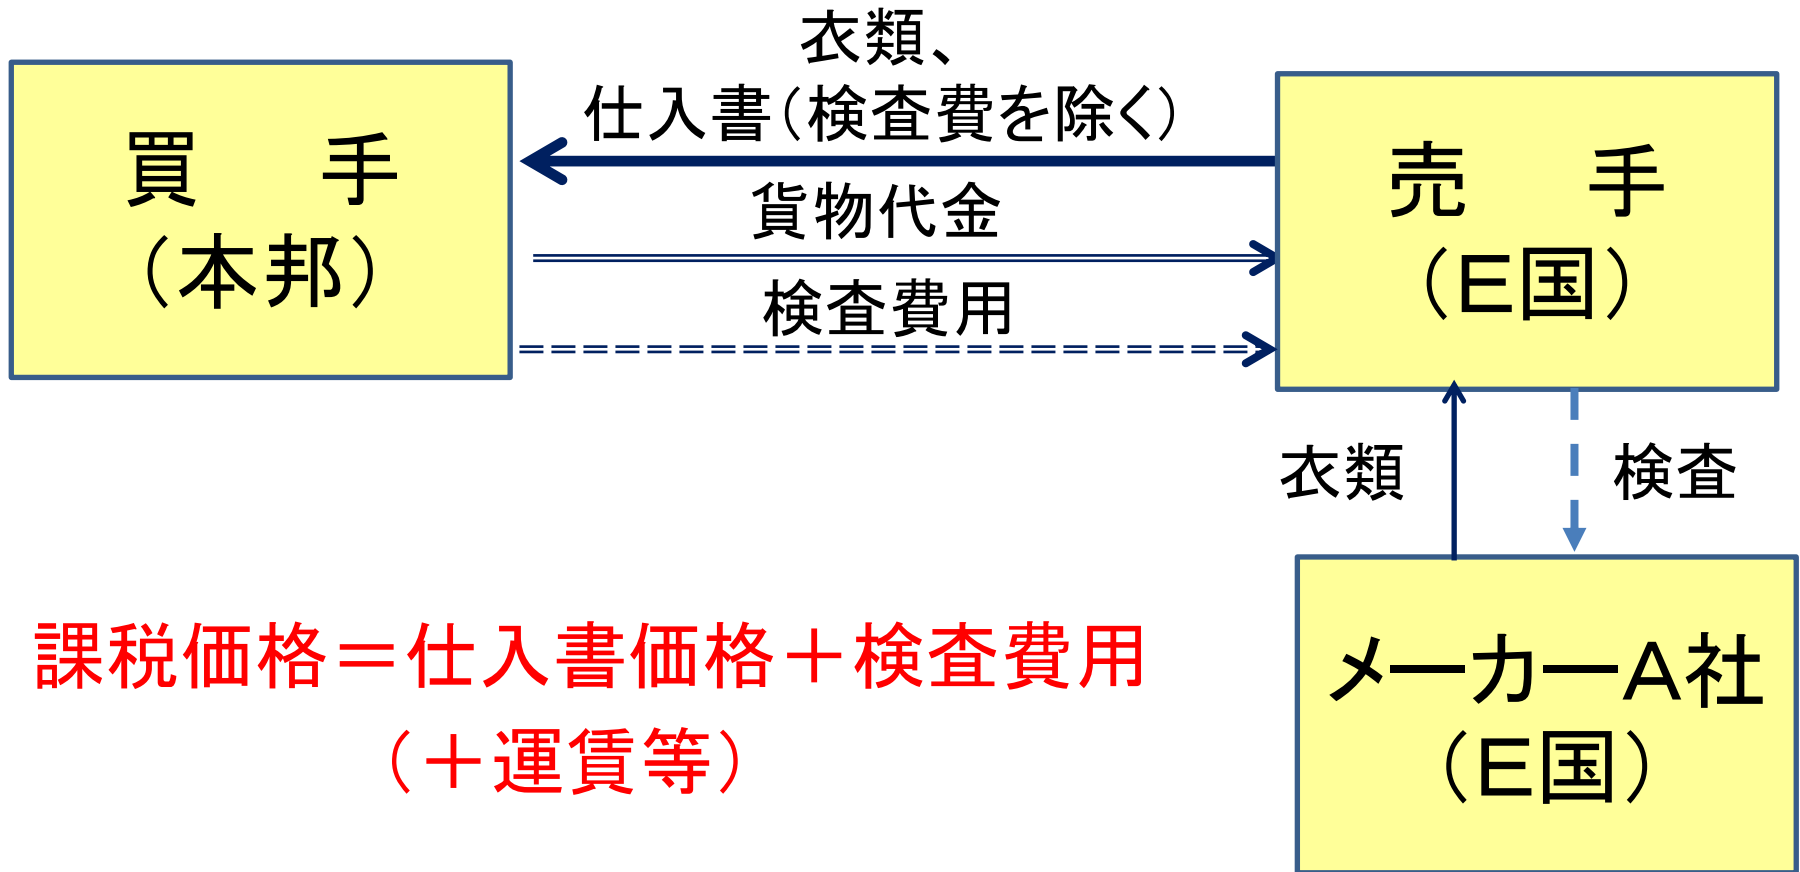 衣類、
仕入書（検査費を除く）
買　手
（本邦）
売　手
（Ｅ国）
貨物代金
検査費用
衣類
検査
課税価格＝仕入書価格＋検査費用
（＋運賃等）
メーカーＡ社
（Ｅ国）